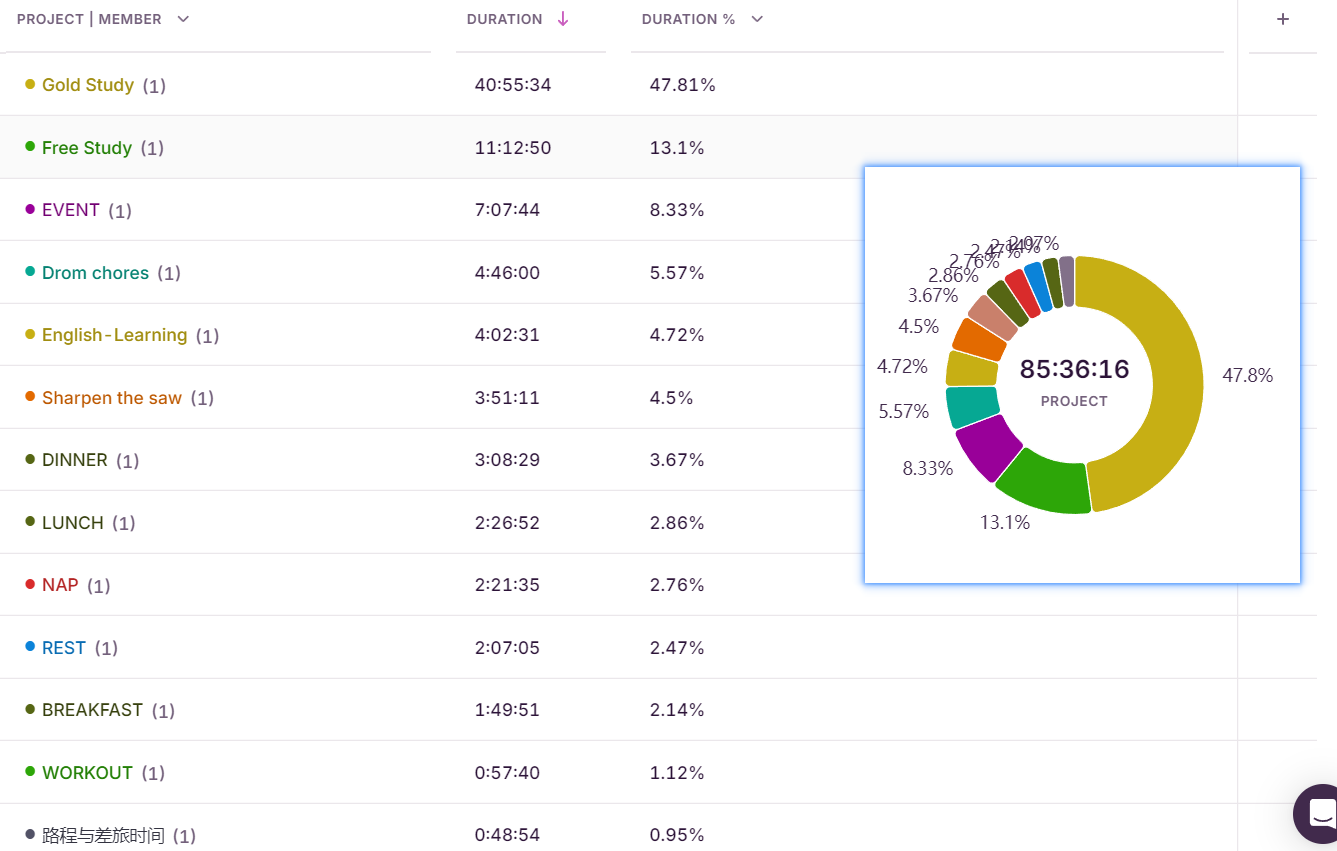 PROJECT | MEMBER DURATION DURATION %
Gold Study (1) 40:55:34 47.81%
Free Study (1) 11:12:50 13.1%
EVENT (1) 7:07:44 8.33%
Drom chores (1) 4:46:00 5.57%
English-Learning (1) 4:02:31 4.72%
Sharpen the saw (1) 3:51:11 4.5%
DINNER (1) 3:08:29 3.67%
LUNCH (1) 2:26:52 2.86%
NAP (1) 2:21:35 2.76%
REST (1) 2:07:05 2.47%
BREAKFAST (1) 1:49:51 2.14%
WORKOUT (1) 0:57:40 1.12%
路程与差旅时间 (1) 0:48:54 0.95%
2.07%
2.14%
2.47%
2.76%
2.86%
3.67%
4.5%
4.72%
5.57%
8.33%
13.1%
47.8%
85:36:16
PROJECT